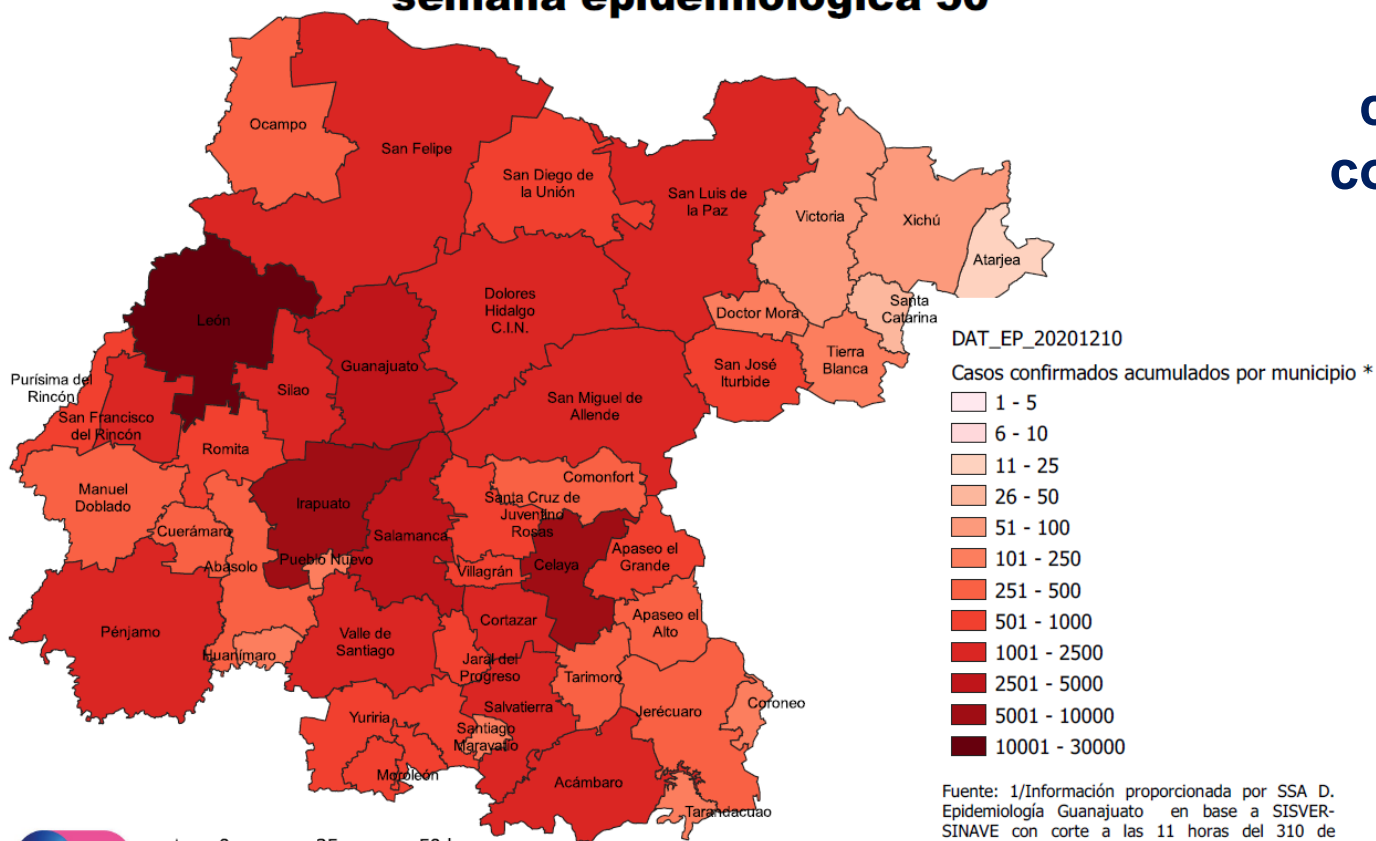 semana epidemiológica 50
Ocampo
San Felipe
San Diego de
la Unión
San Luis de
la Paz
Victoria
Xichú
Atarjea
León
Dolores
Hidalgo
C.I.N.
Doctor Mora
Santa
Catarina
Guanajuato
San José
Iturbide
Tierra
Blanca
Purísima del
Rincón
Silao
San Miguel de
Allende
San Francisco
del Rincón
Romita
Manuel
Doblado
Irapuato
Comonfort
Santa Cruz de
Juventino
Rosas
Cuerámaro
Salamanca
Abasolo
Pueblo Nuevo
Villagrán
Celaya
Apaseo el
Grande
Pénjamo
Valle de
Santiago
Cortazar
Apaseo el
Alto
Huanímaro
Jaral del
Progreso
Tarimoro
Yuriria
Salvatierra
Jerécuaro
Coroneo
Santiago
Maravatío
Moroleón
Acámbaro
Tarandacuao
DAT_EP_20201210
Casos confirmados acumulados por municipio *
1 - 5
6 - 10
11 - 25
26 - 50
51 - 100
101 - 250
251 - 500
501 - 1000
1001 - 2500
2501 - 5000
5001 - 10000
10001 - 30000
Fuente: 1/Información proporcionada por SSA D.
Epidemiología Guanajuato en base a SISVER-
SINAVE con corte a las 11 horas del 310 de